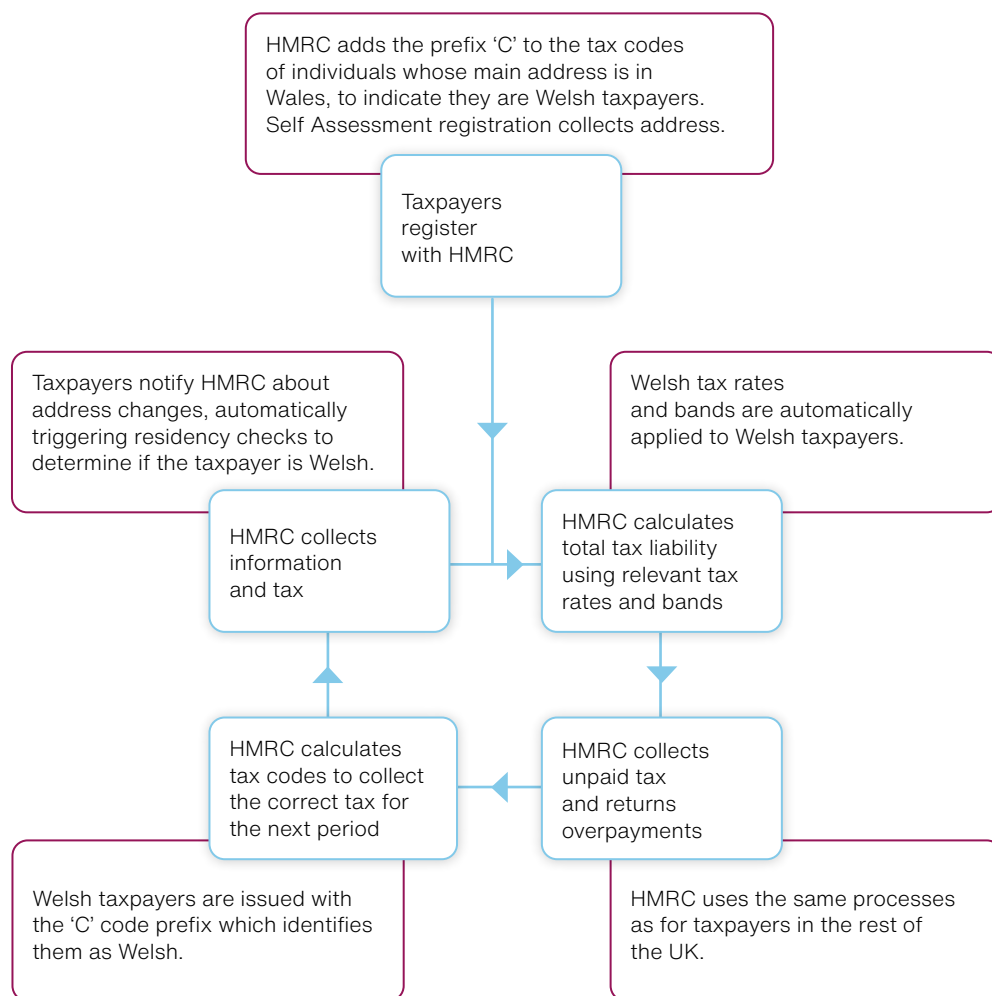 HMRC adds the prefix ‘C’ to the tax codes
of individuals whose main address is in
Wales, to indicate they are Welsh taxpayers.
Self Assessment registration collects address.
Taxpayers
register
with HMRC
Taxpayers notify HMRC about
address changes, automatically
triggering residency checks to
determine if the taxpayer is Welsh.
Welsh tax rates
and bands are automatically
applied to Welsh taxpayers.
HMRC collects
information
and tax
HMRC calculates
total tax liability
using relevant tax
rates and bands
HMRC calculates
tax codes to collect
the correct tax for
the next period
HMRC collects
unpaid tax
and returns
overpayments
Welsh taxpayers are issued with
the ‘C’ code prefix which identifies
them as Welsh.
HMRC uses the same processes
as for taxpayers in the rest of
the UK.